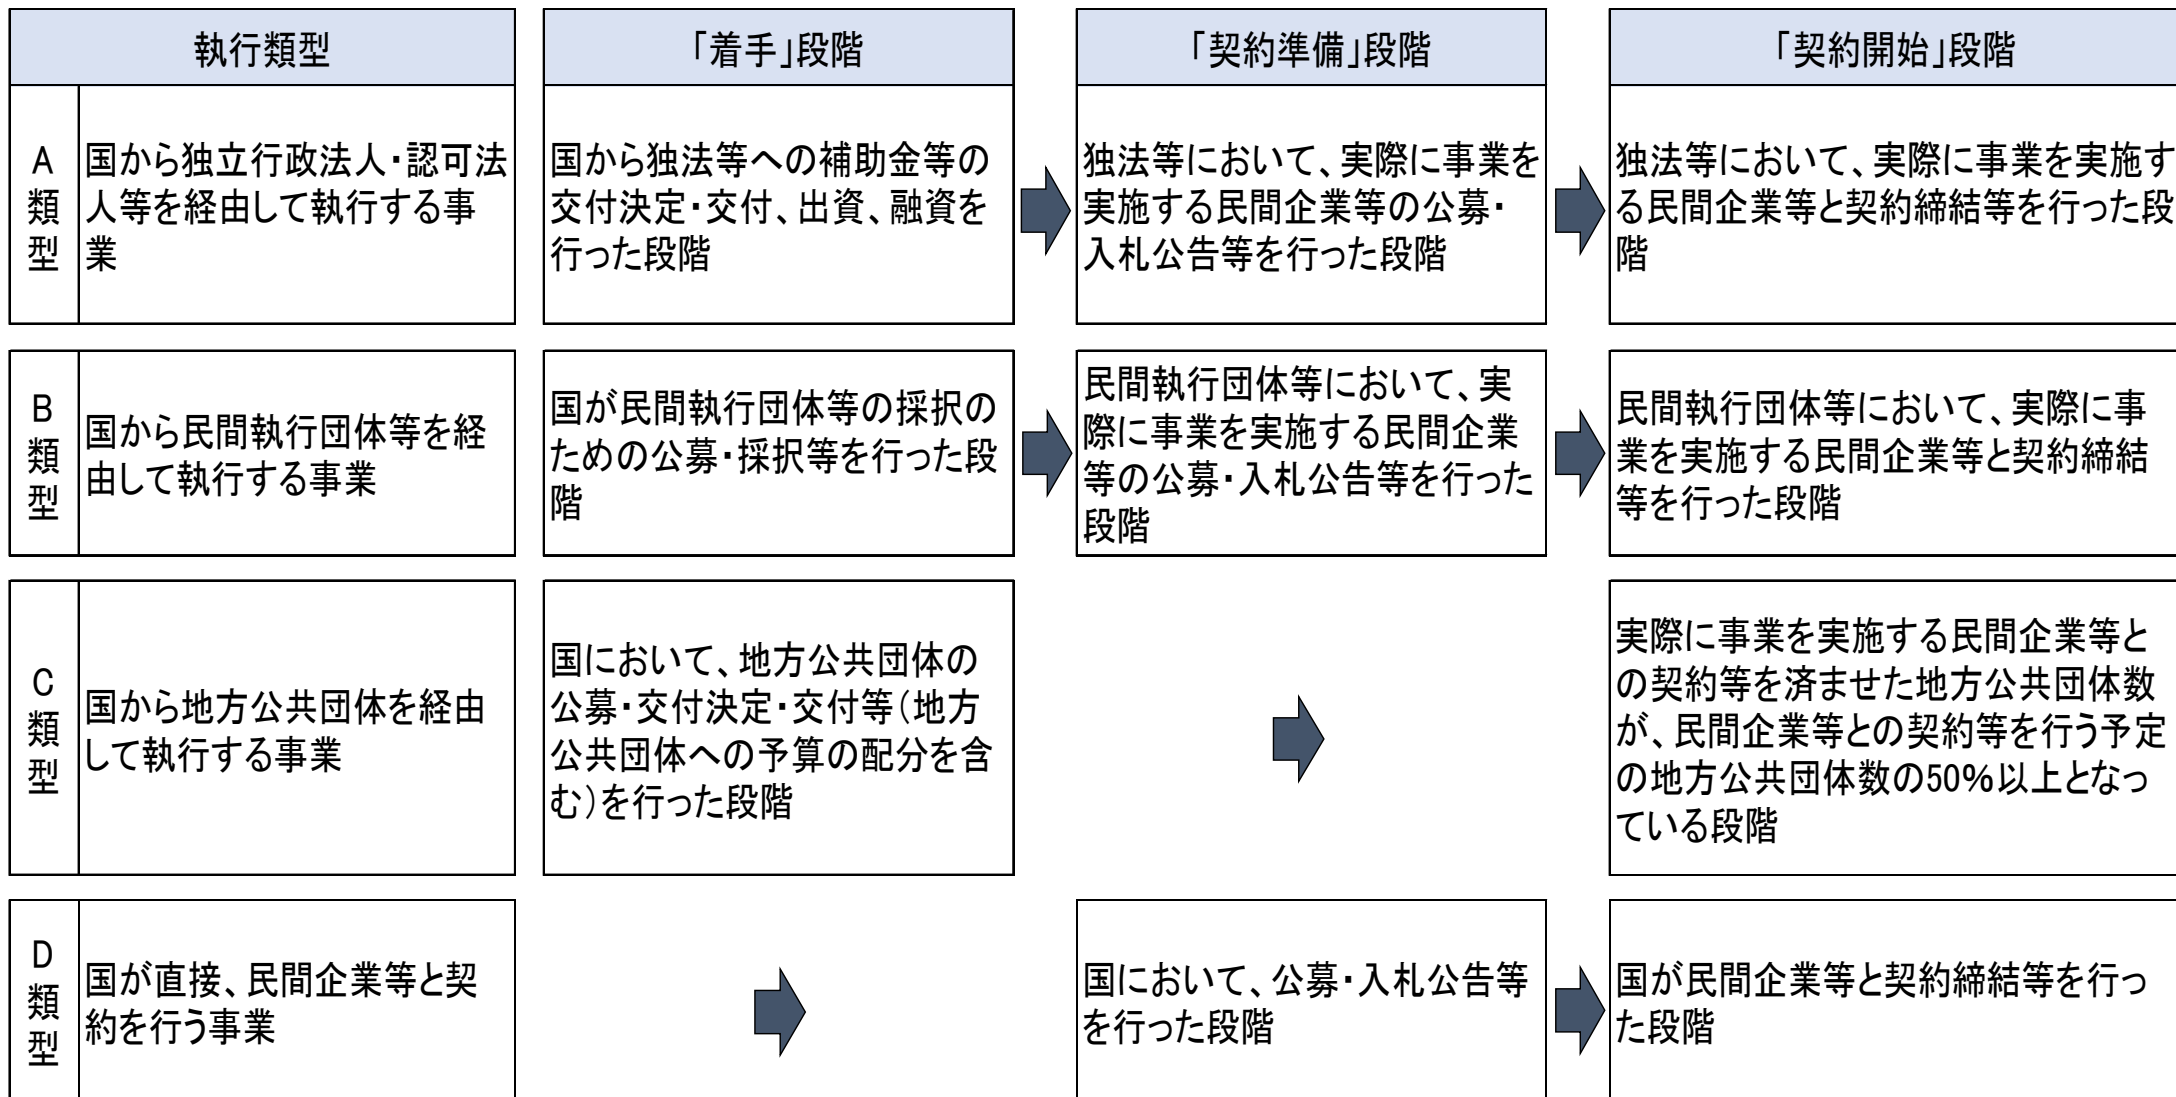 執行類型
「着手」段階
「契約準備」段階
「契約開始」段階
A
類
型
国から独立行政法人・認可法
人等を経由して執行する事
業
国から独法等への補助金等の
交付決定・交付、出資、融資を
行った段階
独法等において、実際に事業を
実施する民間企業等の公募・
入札公告等を行った段階
独法等において、実際に事業を実施す
る民間企業等と契約締結等を行った段
階
B
類
型
国から民間執行団体等を経
由して執行する事業
国が民間執行団体等の採択の
ための公募・採択等を行った段
階
民間執行団体等において、実
際に事業を実施する民間企業
等の公募・入札公告等を行った
段階
民間執行団体等において、実際に事
業を実施する民間企業等と契約締結
等を行った段階
C
類
型
国から地方公共団体を経由
して執行する事業
国において、地方公共団体の
公募・交付決定・交付等（地方
公共団体への予算の配分を含
む）を行った段階
実際に事業を実施する民間企業等と
の契約等を済ませた地方公共団体数
が、民間企業等との契約等を行う予定
の地方公共団体数の50％以上となっ
ている段階
D
類
型
国が直接、民間企業等と契
約を行う事業
国において、公募・入札公告等
を行った段階
国が民間企業等と契約締結等を行っ
た段階